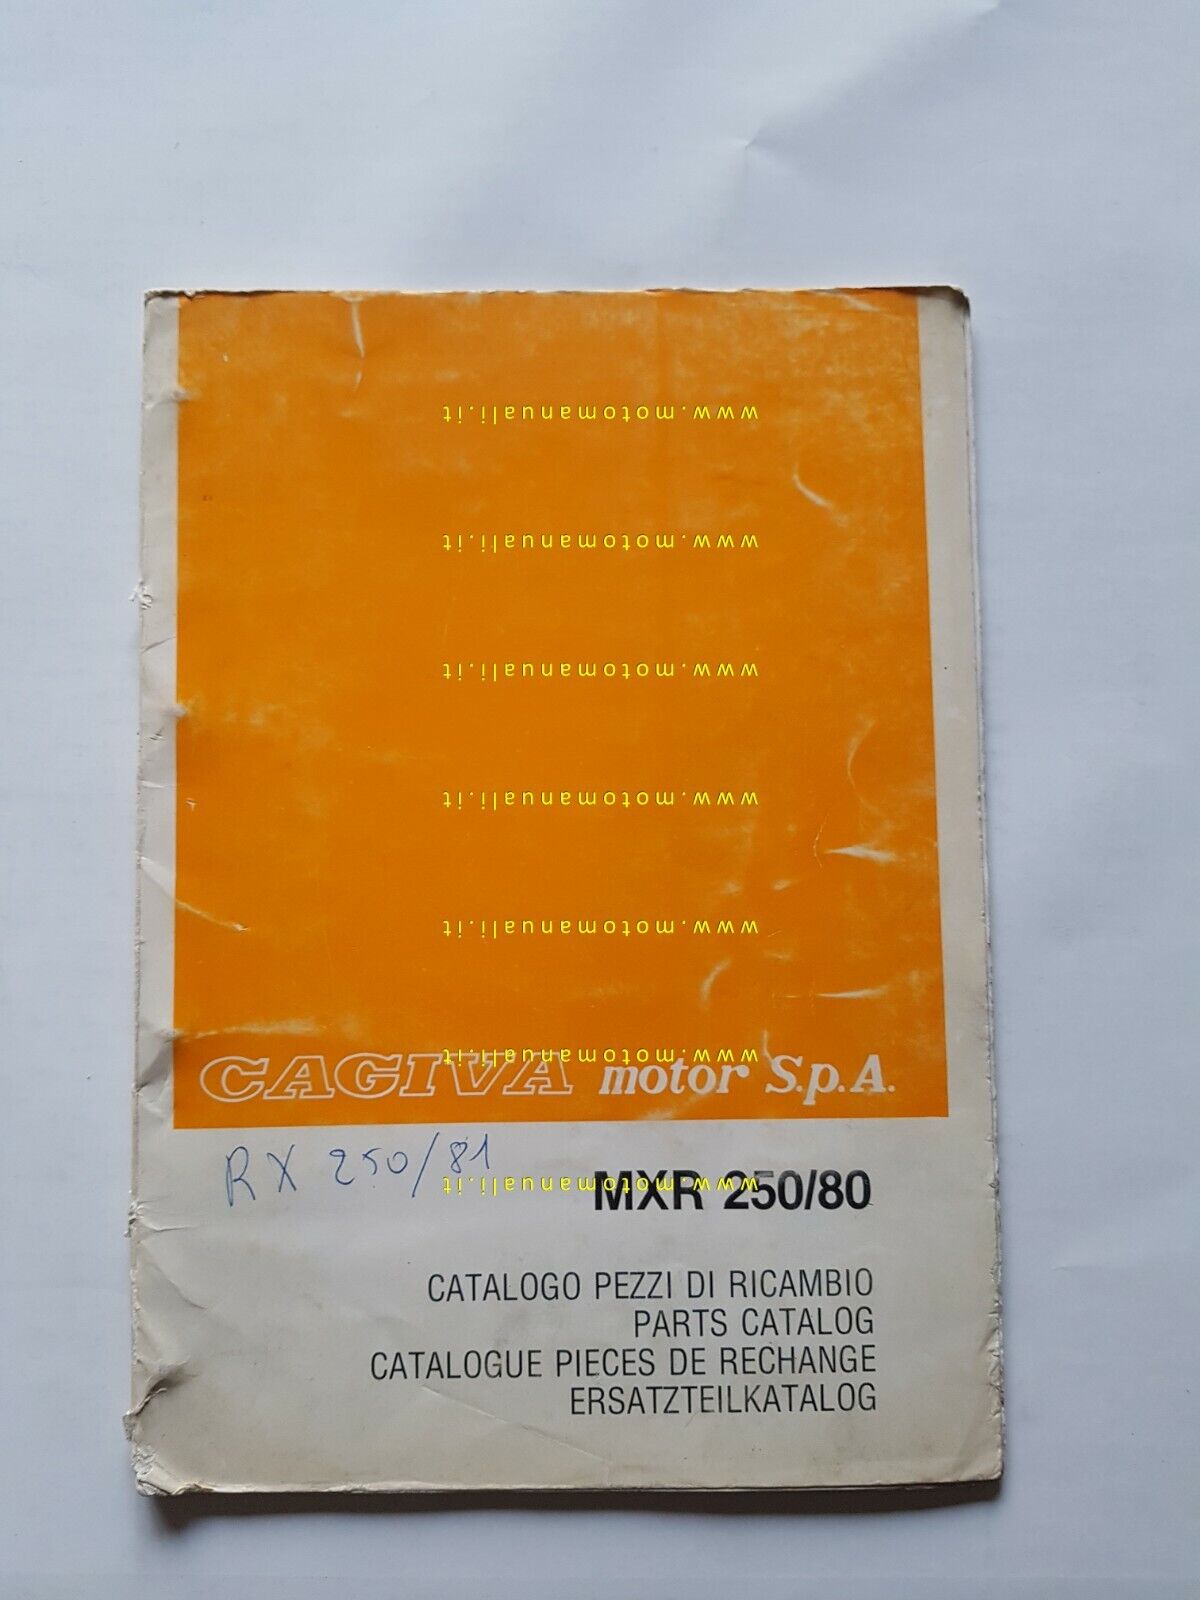 www.motomanuali.it
www.motomanuali.it
www.motomanuali.it
www.motomanuali.it
www.motomanuali.it
www.motomanuali.it
CAGIVA motor S.p.A.
RX 250/81
www.motomanuali.it
MXR 250/80
CATALOGO PEZZI DI RICAMBIO
PARTS CATALOG
CATALOGUE PIECES DE RECHANGE
ERSATZTEILKATALOG